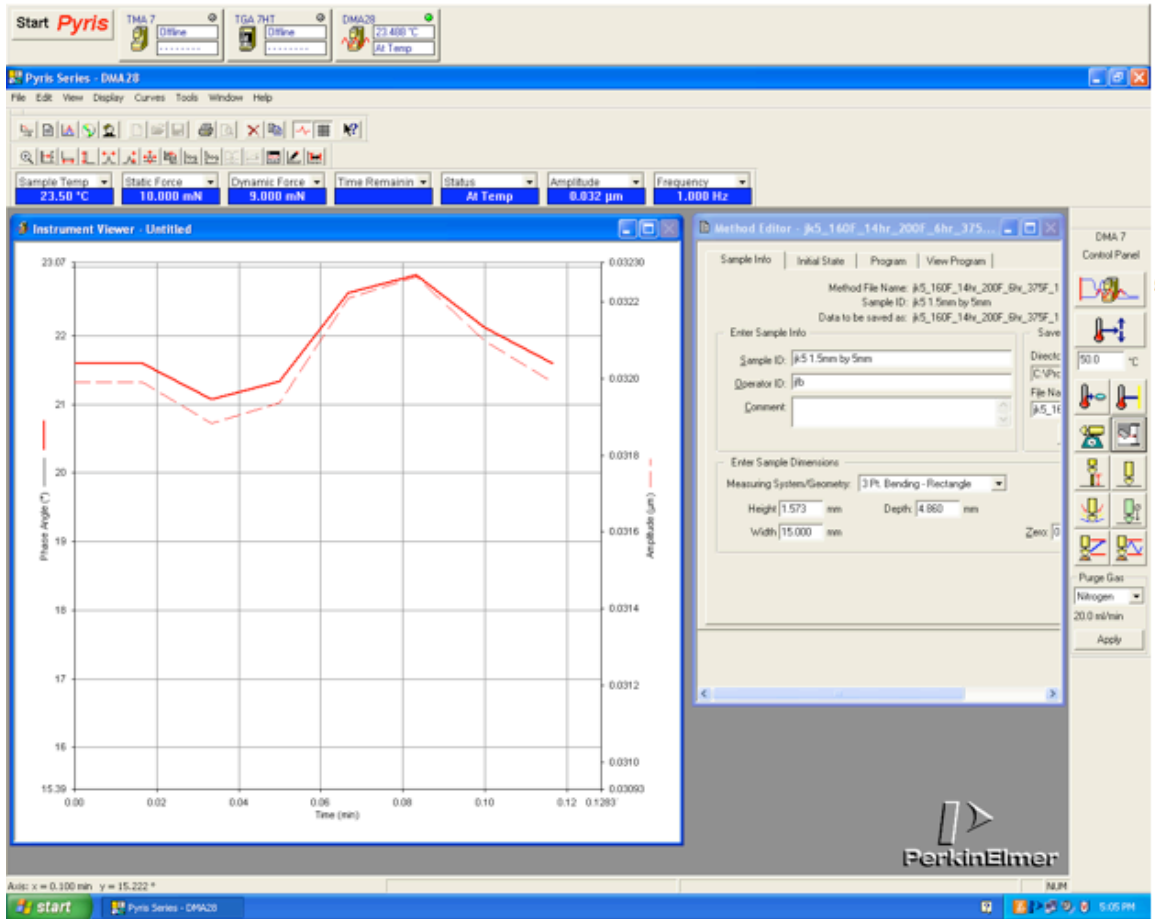 Start Pyris
TMA 7
Offline
--------
TGA 7HT
Offline
--------
DMA28
23.488 °C
At Temp
Pyris Series - DMA28
File Edit View Display Curves Tools Window Help
Sample Temp Static Force Dynamic Force Time Remainin Status Amplitude Frequency
23.50 °C 10.000 mN 9.000 mN At Temp 0.032 µm 1.000 Hz
Instrument Viewer - Untitled
23.07
22
21
20
19
18
17
16
15.39
Phase Angle (°)
0.03230
0.0322
0.0320
0.0318
0.0316
0.0314
0.0312
0.0310
0.03093
Amplitude (µm)
0.00 0.02 0.04 0.06 0.08 0.10 0.12 0.1283
Time (min)
Method Editor - jk5_160F_14hr_200F_6hr_375...
Sample Info Initial State Program View Program
Method File Name: jk5_160F_14hr_200F_6hr_375F_1
Sample ID: jk5 1.5mm by 5mm
Data to be saved as: jk5_160F_14hr_200F_6hr_375F_1
Enter Sample Info
Save
Sample ID: jk5 1.5mm by 5mm
Operator ID: jfb
Comment:
Directo
File Na
jk5_16
Enter Sample Dimensions
Measuring System/Geometry: 3 Pt. Bending - Rectangle
Height 1.573 mm Depth: 4.860 mm
Width 15.000 mm Zero: 0
DMA 7
Control Panel
50.0 °C
Purge Gas
Nitrogen
20.0 ml/min
Apply
PerkinElmer
Axis: x = 0.100 min y = 15.222 °
NUM
start
Pyris Series - DMA28
5:05 PM